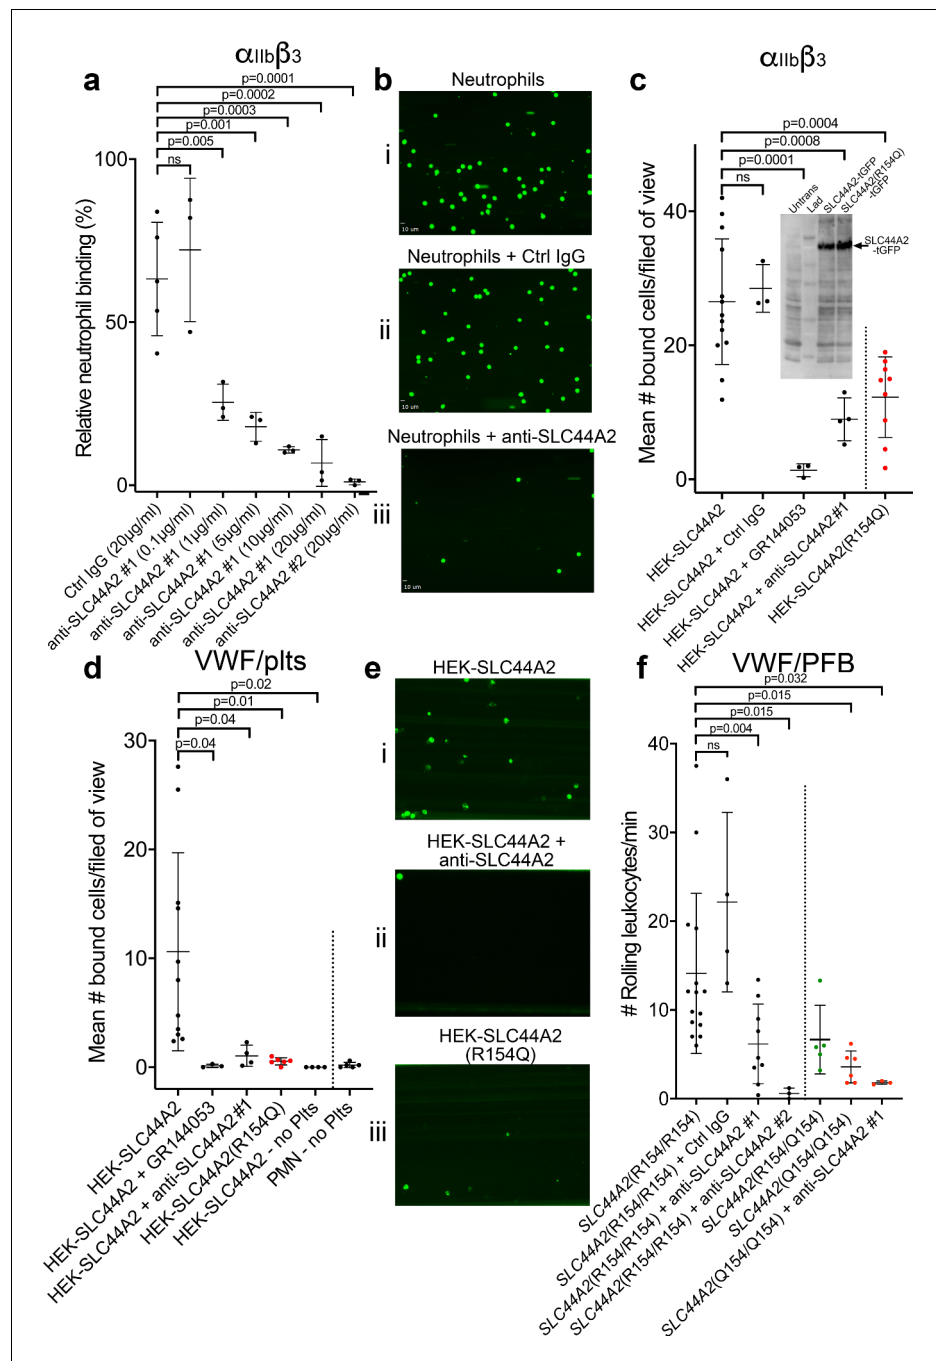 a
αIIbβ3
p=0.0001
p=0.0002
p=0.0003
p=0.001
p=0.005
ns
Relative neutrophil binding (%)
100
50
0
Ctrl IgG (20µg/ml)
anti-SLC44A2 #1 (0.1µg/ml)
anti-SLC44A2 #1 (1µg/ml)
anti-SLC44A2 #1 (5µg/ml)
anti-SLC44A2 #1 (10µg/ml)
anti-SLC44A2 #1 (20µg/ml)
anti-SLC44A2 #2 (20µg/ml)
b
Neutrophils
i
10 um
Neutrophils + Ctrl IgG
ii
10 um
Neutrophils + anti-SLC44A2
iii
10 um
c
αIIbβ3
p=0.0004
p=0.0008
p=0.0001
ns
Mean # bound cells/filed of view
40
20
0
Untrans
Lad
SLC44A2-tGFP
SLC44A2(R154Q)
-tGFP
SLC44A2
-tGFP
HEK-SLC44A2
HEK-SLC44A2 + Ctrl IgG
HEK-SLC44A2 + GR144053
HEK-SLC44A2 + anti-SLC44A2#1
HEK-SLC44A2(R154Q)
d
VWF/plts
p=0.02
p=0.01
p=0.04
p=0.04
Mean # bound cells/filed of view
30
20
10
0
HEK-SLC44A2
HEK-SLC44A2 + GR144053
HEK-SLC44A2 + anti-SLC44A2#1
HEK-SLC44A2(R154Q)
HEK-SLC44A2 - no Plts
PMN - no Plts
e
HEK-SLC44A2
i
HEK-SLC44A2 +
anti-SLC44A2
ii
HEK-SLC44A2
(R154Q)
iii
f
VWF/PFB
p=0.032
p=0.015
p=0.015
p=0.004
ns
# Rolling leukocytes/min
40
30
20
10
0
SLC44A2(R154/R154)
SLC44A2(R154/R154) + Ctrl IgG
SLC44A2(R154/R154) + anti-SLC44A2 #1
SLC44A2(R154/R154) + anti-SLC44A2 #2
SLC44A2(R154/Q154)
SLC44A2(Q154/Q154)
SLC44A2(Q154/Q154) + anti-SLC44A2 #1